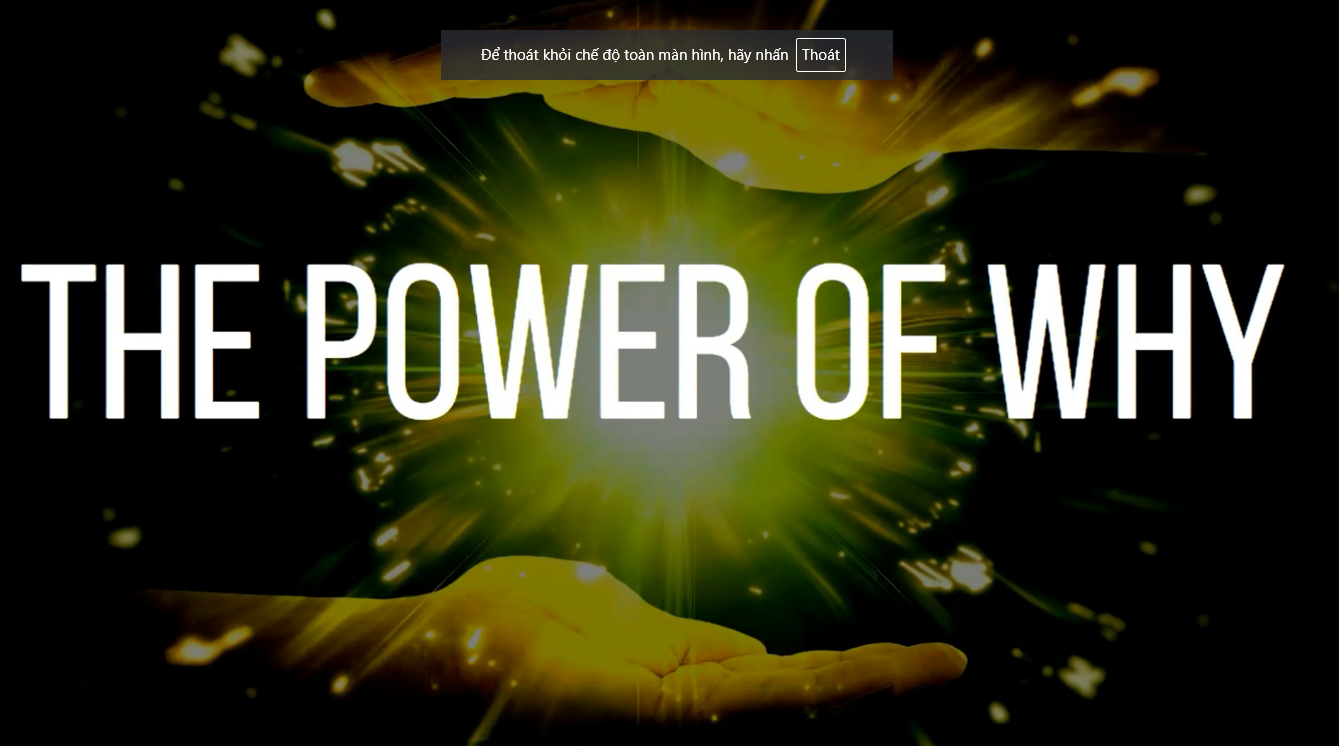 Để thoát khỏi chế độ toàn màn hình, hãy nhấn Thoát
THE POWER OF WHY